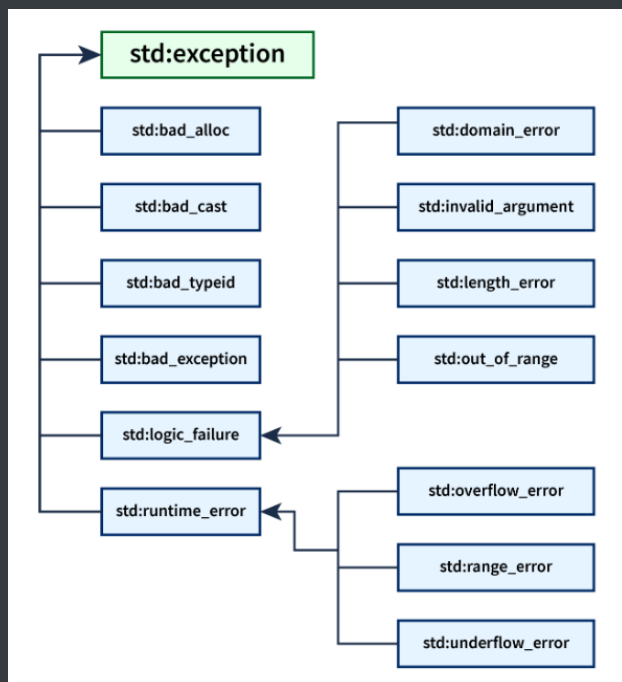 std:exception
std:bad_alloc
std:bad_cast
std:bad_typeid
std:bad_exception
std:logic_failure
std:runtime_error
std:domain_error
std:invalid_argument
std:length_error
std:out_of_range
std:overflow_error
std:range_error
std:underflow_error